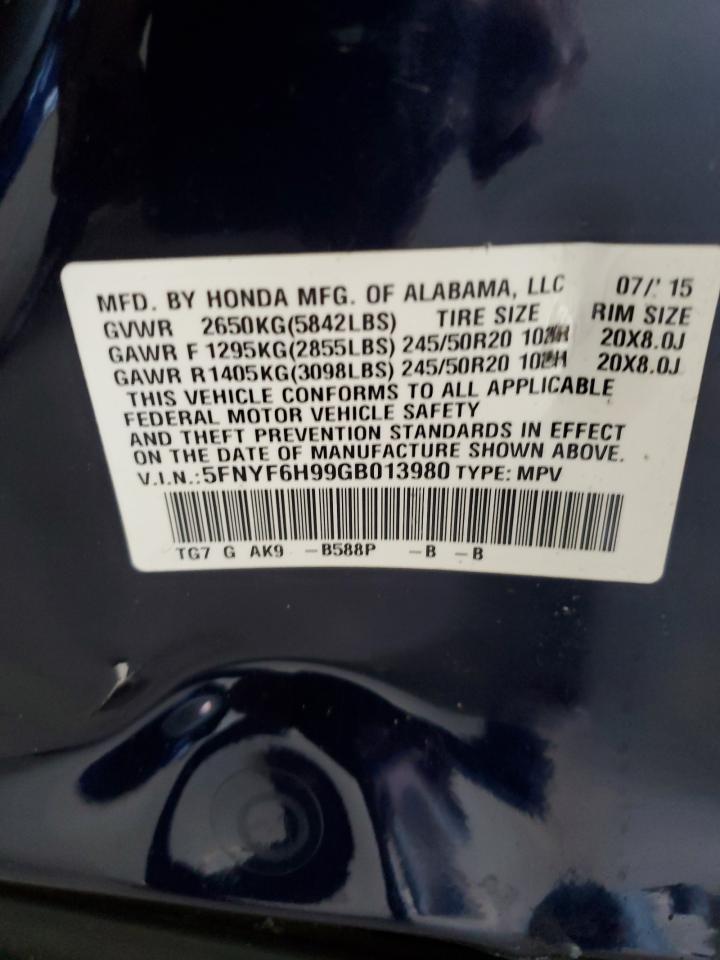 MFD. BY HONDA MFG. OF ALABAMA, LLC 07/ 15
GVWR 2650KG(5842LBS) TIRE SIZE RIM SIZE
GAWR F 1295KG(2855LBS) 245/50R20 20X8.0J
GAWR R 1405KG(3098LBS) 245/50R20 20X8.0J
THIS VEHICLE CONFORMS TO ALL APPLICABLE
FEDERAL MOTOR VEHICLE SAFETY
AND THEFT PREVENTION STANDARDS IN EFFECT
ON THE DATE OF MANUFACTURE SHOWN ABOVE.
V.I.N.:5FNYF6H99GB013980 TYPE: MPV
TG7 G AK9 -B588P -B -B